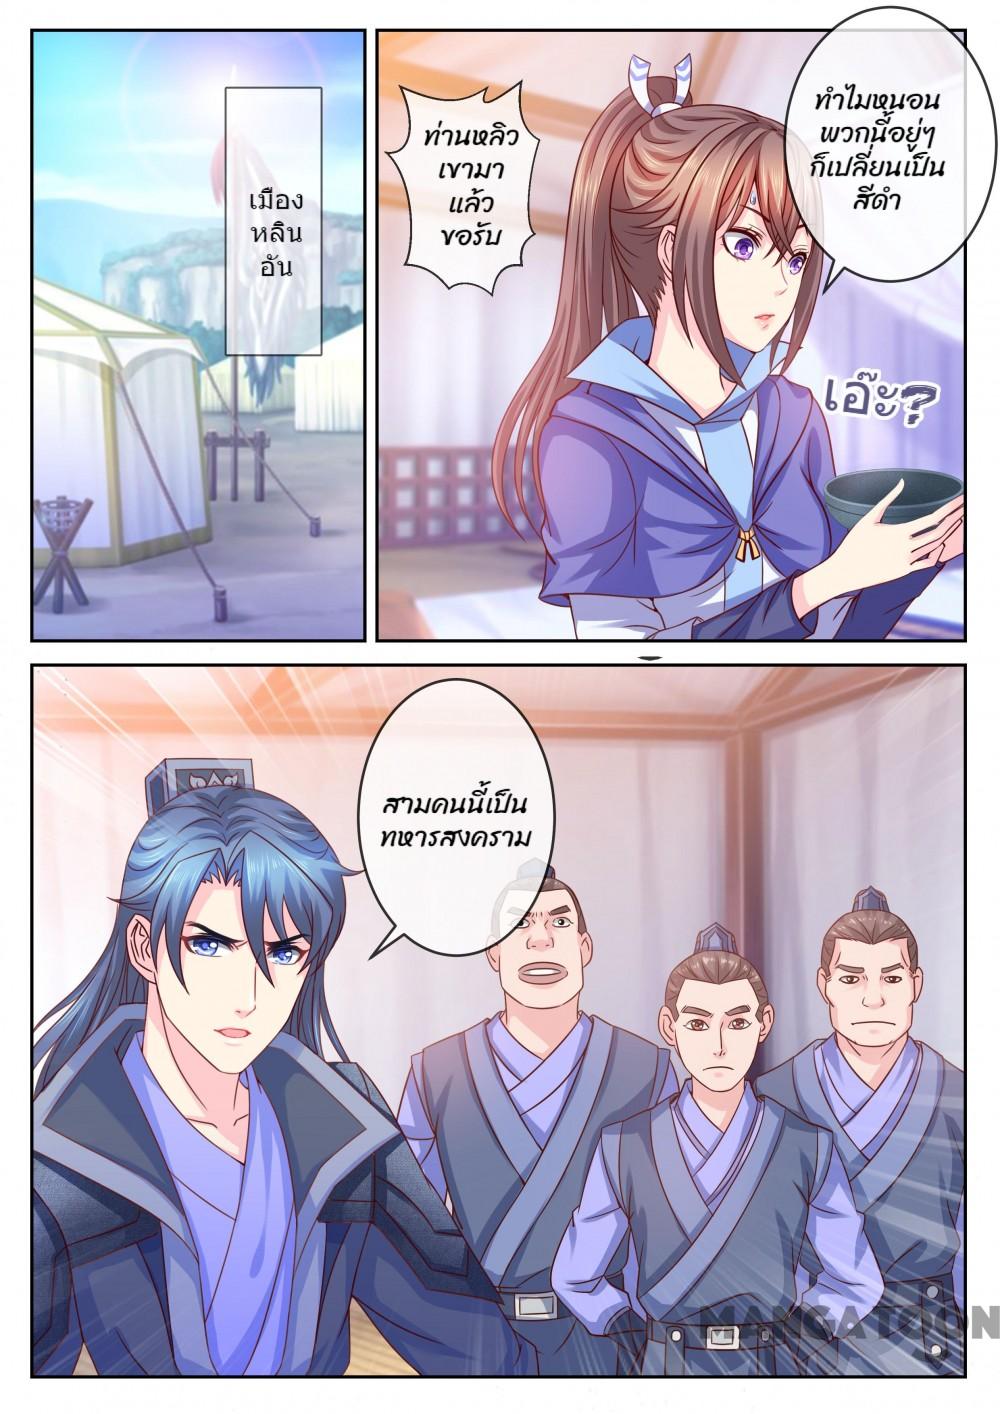 เมือง
หลิน
อัน
ท่านหลิว
เขามา
แล้ว
ขอรับ
ทำไมหนอน
พวกนี้อยู่ๆ
ก็เปลี่ยนเป็น
สีดำ
เอ๊ะ?
สามคนนี้เป็น
ทหารสงคราม
MANGATOON